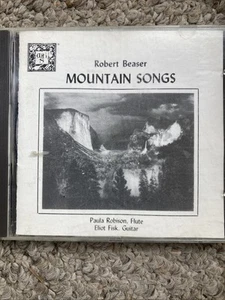 Robert Beaser
MOUNTAIN SONGS
Paula Robison, Flute
Eliot Fisk, Guitar